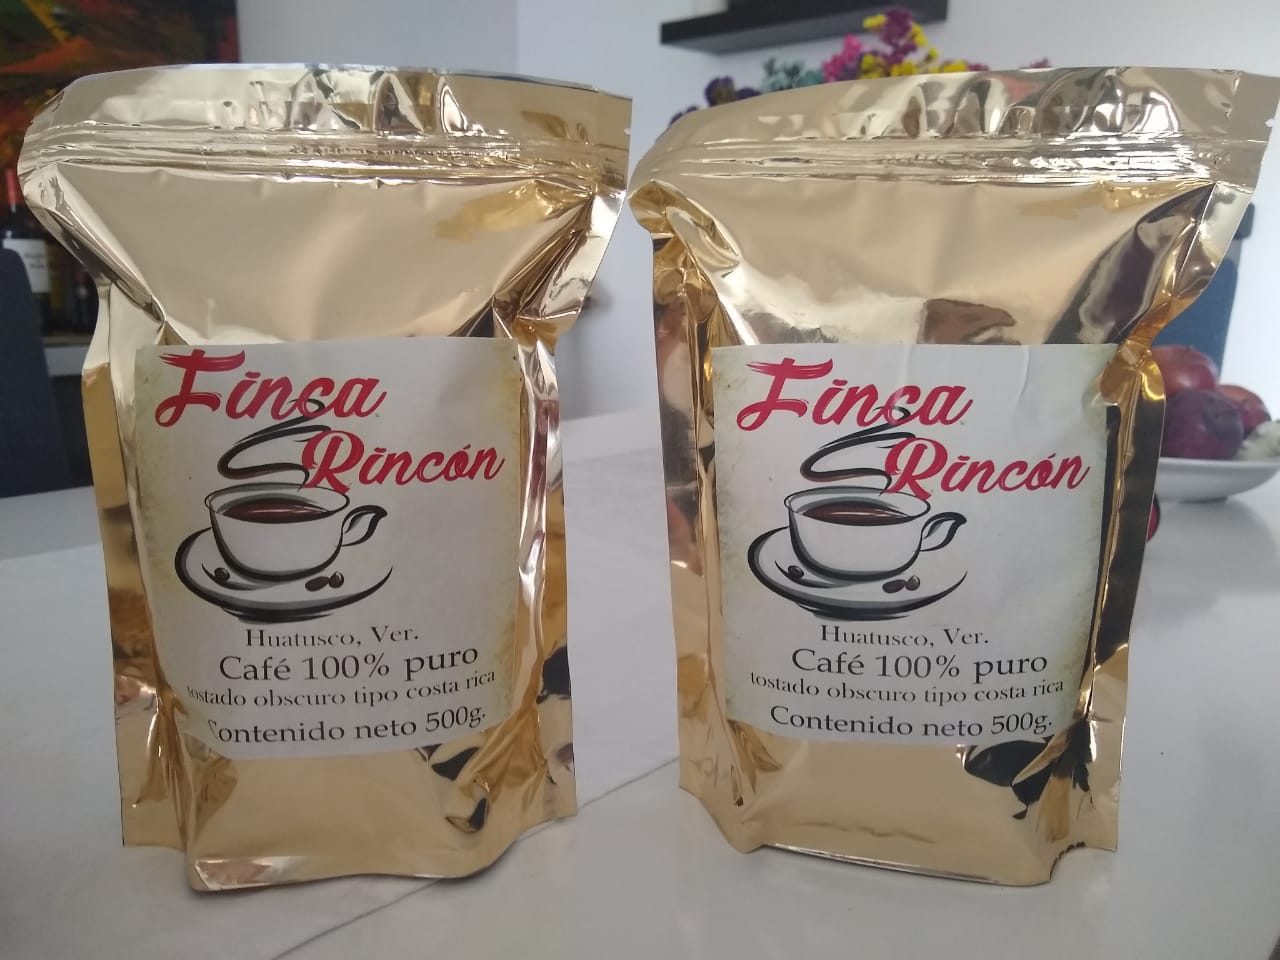 Finca
Rincón
Huatusco, Ver.
Café 100% puro
tostado obscuro tipo costa rica
Contenido neto 500g.
Finca
Rincón
Huatusco, Ver.
Café 100% puro
tostado obscuro tipo costa rica
Contenido neto 500g.